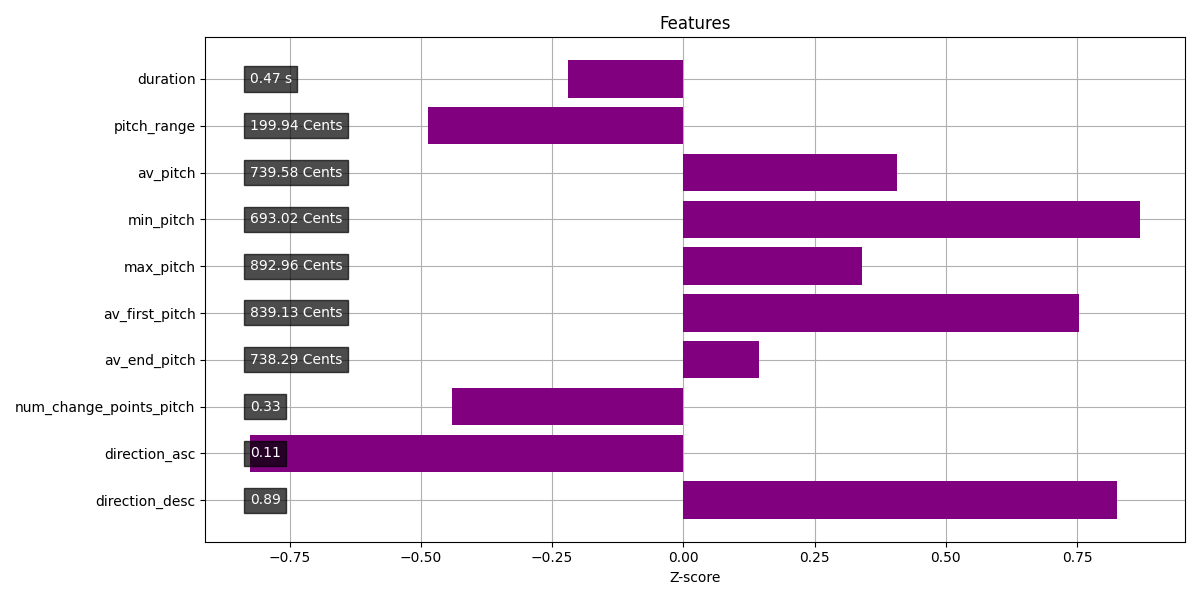 Features
duration 0.47 s
pitch_range 199.94 Cents
av_pitch 739.58 Cents
min_pitch 693.02 Cents
max_pitch 892.96 Cents
av_first_pitch 839.13 Cents
av_end_pitch 738.29 Cents
num_change_points_pitch 0.33
direction_asc 0.11
direction_desc 0.89
−0.75 −0.50 −0.25 0.00 0.25 0.50 0.75
Z-score